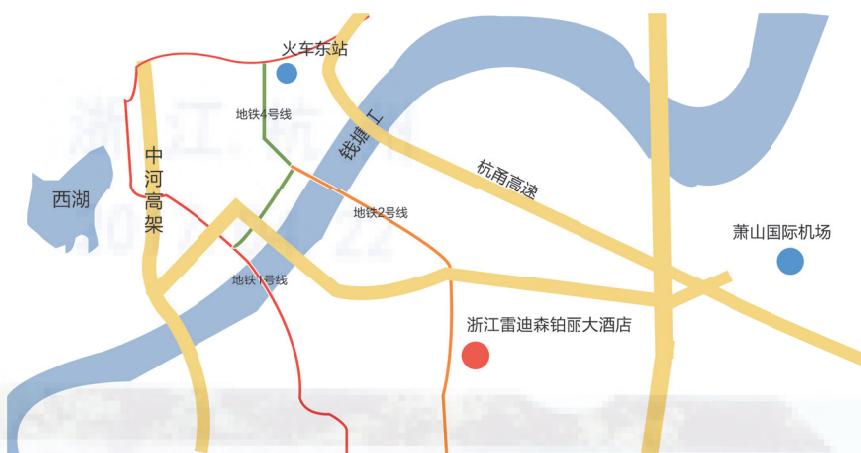 火车东站
地铁4号线
钱塘江
中河高架
杭甬高速
西湖
地铁2号线
萧山国际机场
地铁1号线
浙江雷迪森铂丽大酒店